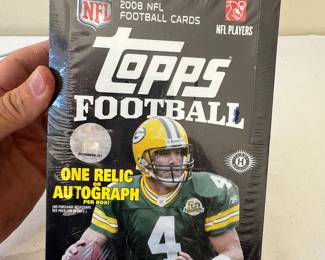 NFL
2008 NFL
FOOTBALL CARDS
NFL PLAYERS
Topps
FOOTBALL
ONE RELIC
OR
AUTOGRAPH
PER BOX!
4